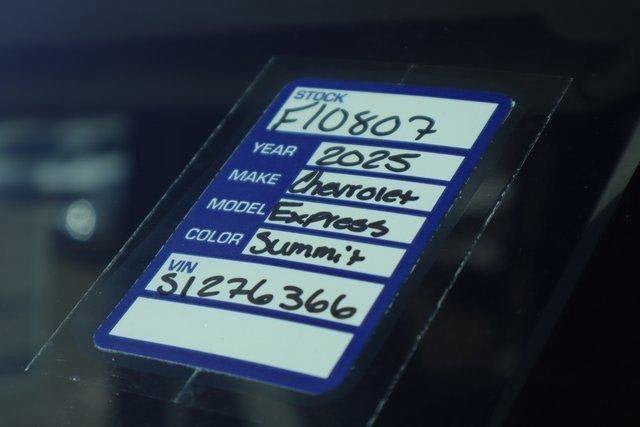 STOCK
F10807
YEAR 2025
MAKE Chevrolet
MODEL Express
COLOR Summit
VIN
S1276366